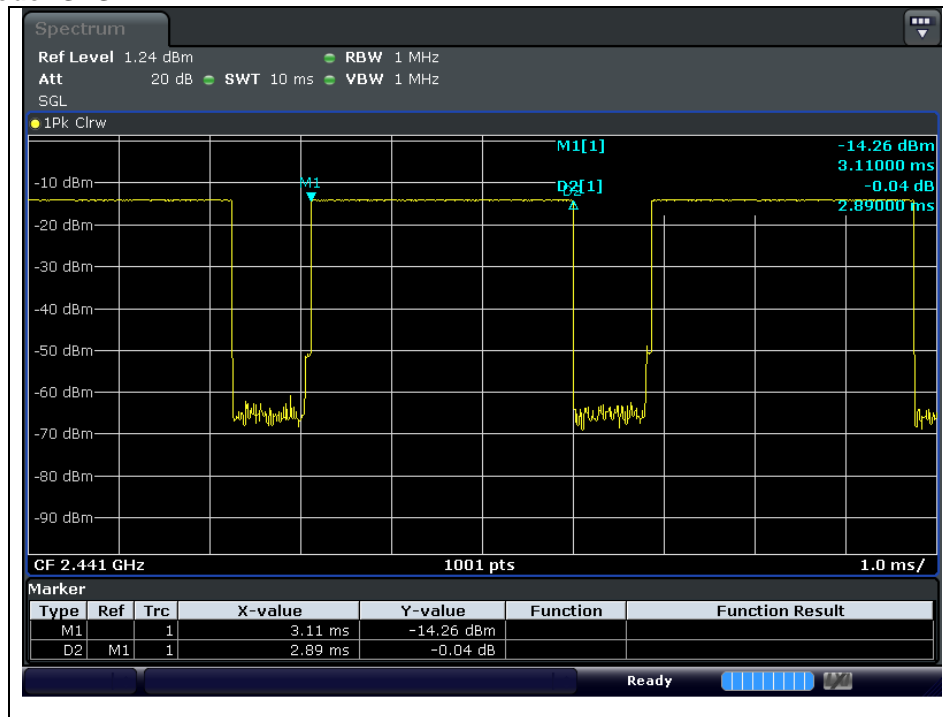 Spectrum
Ref Level 1.24 dBm RBW 1 MHz
Att 20 dB SWT 10 ms VBW 1 MHz
SGL
1Pk Clrw
M1[1] -14.26 dBm
3.11000 ms
-10 dBm M1 D2[1] -0.04 dB
D2 2.89000 ms
-20 dBm
-30 dBm
-40 dBm
-50 dBm
-60 dBm
-70 dBm
-80 dBm
-90 dBm
CF 2.441 GHz 1001 pts 1.0 ms/
Marker
Type Ref Trc X-value Y-value Function Function Result
M1 1 3.11 ms -14.26 dBm
D2 M1 1 2.89 ms -0.04 dB
Ready